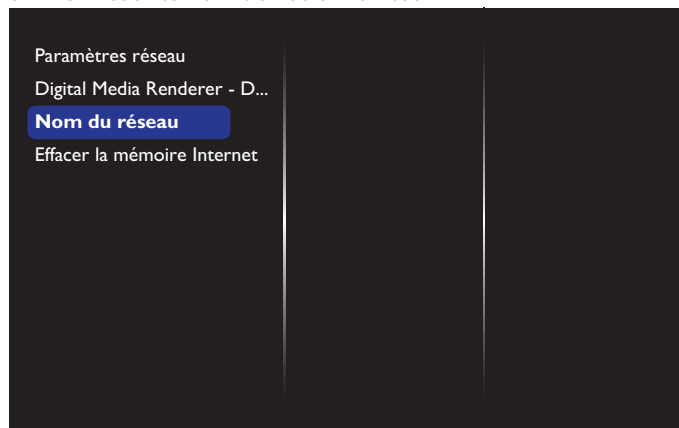 Paramètres réseau
Digital Media Renderer - D...
Nom du réseau
Effacer la mémoire Internet